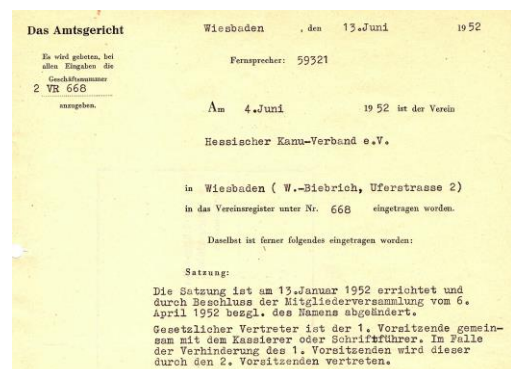 Das Amtsgericht
Wiesbaden , den 13.Juni 19 52
Es wird gebeten, bei
allen Eingaben die
Geschäftsnummer
2 VR 668
anzugeben.
Fernsprecher: 59321
Am 4.Juni 19 52 ist der Verein
Hessischer Kanu-Verband e.V.
in Wiesbaden ( W.-Biebrich, Uferstrasse 2)
in das Vereinsregister unter Nr. 668 eingetragen worden.
Daselbst ist ferner folgendes eingetragen worden:
Satzung:
Die Satzung ist am 13.Januar 1952 errichtet und
durch Beschluss der Mitgliederversammlung vom 6.
April 1952 bezgl. des Namens abgeändert.
Gesetzlicher Vertreter ist der 1. Vorsitzende gemein-
sam mit dem Kassierer oder Schriftführer. Im Falle
der Verhinderung des 1. Vorsitzenden wird dieser
durch den 2. Vorsitzenden vertreten.